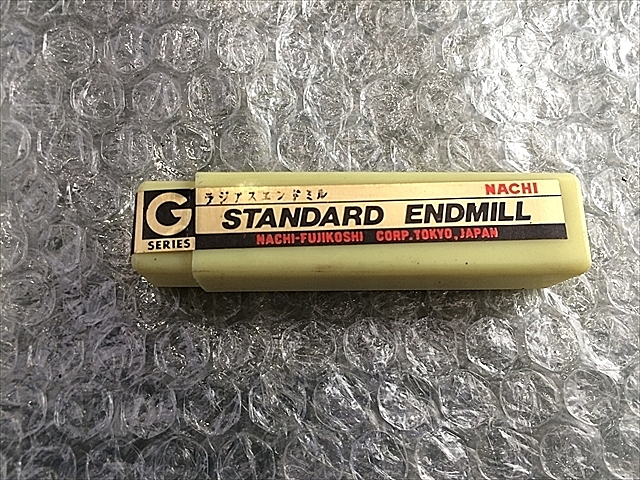 G
SERIES
ラジアスエンドミル
NACHI
STANDARD ENDMILL
NACHI-FUJIKOSHI CORP.TOKYO,JAPAN